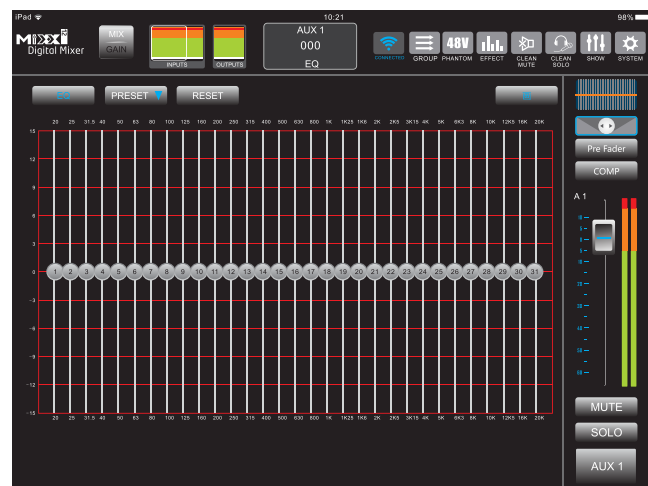 iPad 10:21 98%
Mixxi
Digital Mixer
MIX
GAIN
INPUTS OUTPUTS
AUX 1
000
EQ
CONNECTED GROUP 48V PHANTOM EFFECT CLEAN MUTE CLEAN SOLO SHOW SYSTEM
PRESET RESET
20 25 31.5 40 50 63 80 100 125 160 200 250 315 400 500 630 800 1K 1K25 1K6 2K 2K5 3K15 4K 5K 6K3 8K 10K 12K5 16K 20K
15
12
9
6
3
0
-3
-6
-9
-12
-15
1 2 3 4 5 6 7 8 9 10 11 12 13 14 15 16 17 18 19 20 21 22 23 24 25 26 27 28 29 30 31
20 25 31.5 40 50 63 80 100 125 160 200 250 315 400 500 630 800 1K 1K25 1K6 2K 2K5 3K15 4K 5K 6K3 8K 10K 12K5 16K 20K
Pre Fader
COMP
A 1
MUTE
SOLO
AUX 1